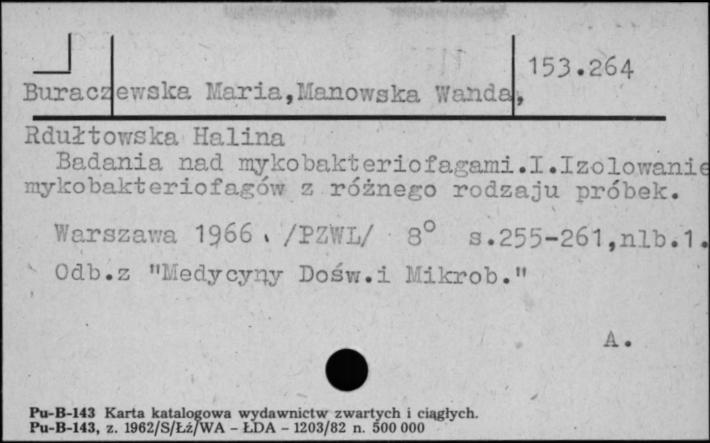 153.264
Buraczewska Maria,Manowska Wanda,
Rdułtowska Halina
Badania nad mykobakteriofagami.I.Izolowanie
mykobakteriofagów z różnego rodzaju próbek.
Warszawa 1966. /PZWL/ 8° s.255-261,nlb.1.
Odb.z "Medycyny Dośw.i Mikrob."
A.
Pu-B-143 Karta katalogowa wydawnictw zwartych i ciągłych.
Pu-B-143, z. 1962/S/Łż/WA – ŁDA – 1203/82 n. 500 000